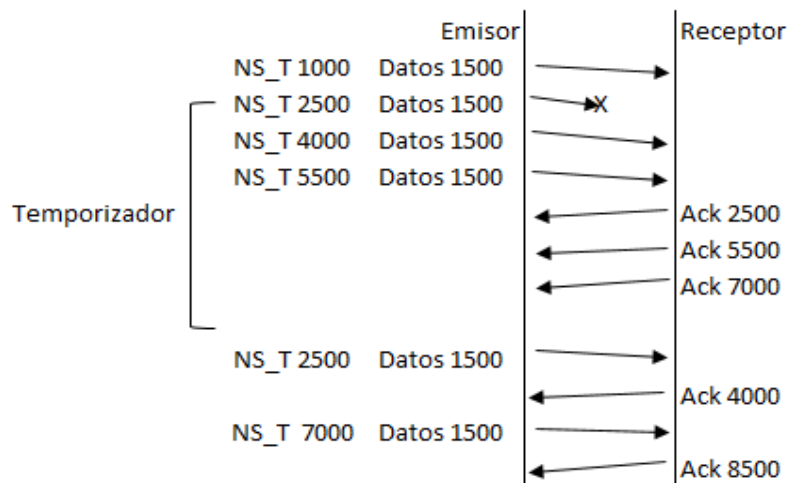 Emisor Receptor
NS_T 1000 Datos 1500
NS_T 2500 Datos 1500 X
NS_T 4000 Datos 1500
NS_T 5500 Datos 1500
Temporizador Ack 2500
Ack 5500
Ack 7000
NS_T 2500 Datos 1500
Ack 4000
NS_T 7000 Datos 1500
Ack 8500